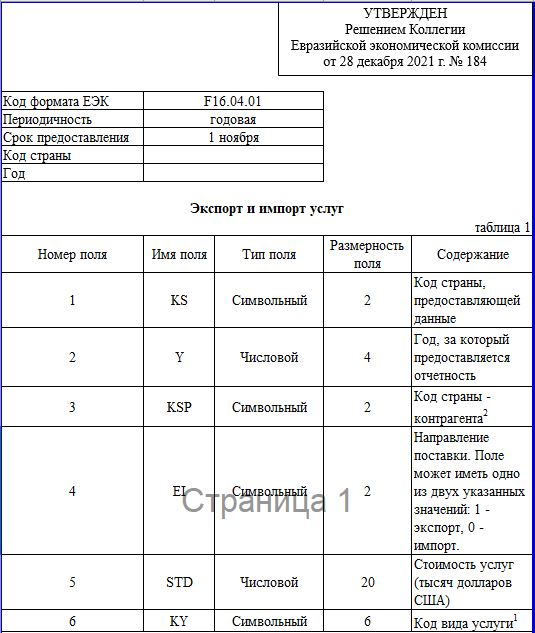 УТВЕРЖДЕН
Решением Коллегии
Евразийской экономической комиссии
от 28 декабря 2021 г. № 184
Код формата ЕЭК F16.04.01
Периодичность годовая
Срок предоставления 1 ноября
Код страны
Год
Экспорт и импорт услуг
таблица 1
Номер поля Имя поля Тип поля Размерность поля Содержание
1 KS Символьный 2 Код страны,
предоставляющей
данные
2 Y Числовой 4 Год, за который
предоставляется
отчетность
3 KSP Символьный 2 Код страны -
контрагента2
4 EI Символьный 2 Направление
поставки. Поле
может иметь одно
из двух указанных
значений: 1 -
экспорт, 0 -
импорт.
Страница 1
5 STD Числовой 20 Стоимость услуг
(тысяч долларов
США)
6 KY Символьный 6 Код вида услуги1